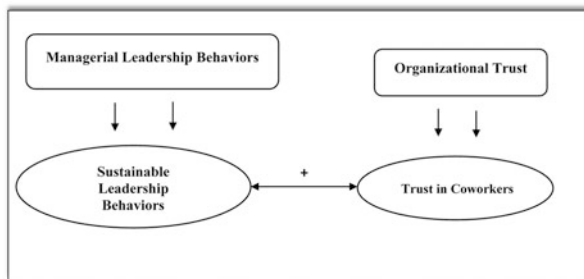 Managerial Leadership Behaviors
Organizational Trust
Sustainable
Leadership
Behaviors
+
Trust in Coworkers